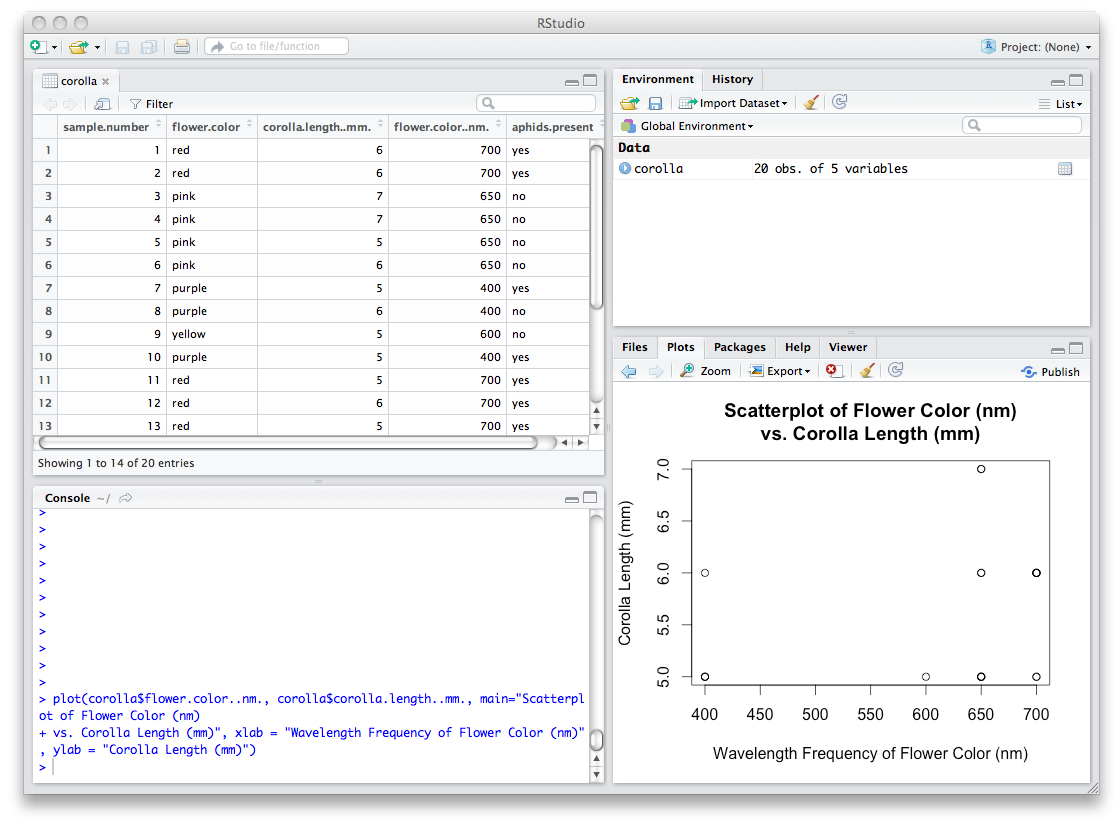 RStudio
Go to file/function
Project: (None)
corolla
Filter
sample.number flower.color corolla.length..mm. flower.color..nm. aphids.present
1 1 red 6 700 yes
2 2 red 6 700 yes
3 3 pink 7 650 no
4 4 pink 7 650 no
5 5 pink 5 650 no
6 6 pink 6 650 no
7 7 purple 5 400 yes
8 8 purple 6 400 no
9 9 yellow 5 600 no
10 10 purple 5 400 yes
11 11 red 5 700 yes
12 12 red 6 700 yes
13 13 red 5 700 yes
Showing 1 to 14 of 20 entries
Console ~/
>
>
>
>
>
>
>
>
>
>
>
> plot(corolla$flower.color..nm., corolla$corolla.length..mm., main="Scatterpl
ot of Flower Color (nm)
+ vs. Corolla Length (mm)", xlab = "Wavelength Frequency of Flower Color (nm)"
, ylab = "Corolla Length (mm)")
>
Environment History
Import Dataset List
Global Environment
Data
corolla 20 obs. of 5 variables
Files Plots Packages Help Viewer
Zoom Export Publish
Scatterplot of Flower Color (nm)
vs. Corolla Length (mm)
Corolla Length (mm)
7.0
6.5
6.0
5.5
5.0
400 450 500 550 600 650 700
Wavelength Frequency of Flower Color (nm)